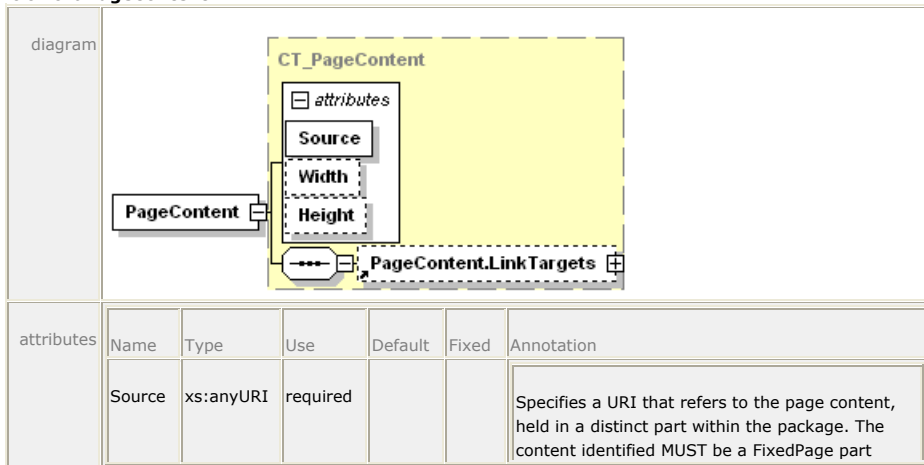 diagram
CT_PageContent
attributes
Source
Width
Height
PageContent
PageContent.LinkTargets
attributes
Name Type Use Default Fixed Annotation
Source xs:anyURI required Specifies a URI that refers to the page content,
held in a distinct part within the package. The
content identified MUST be a FixedPage part